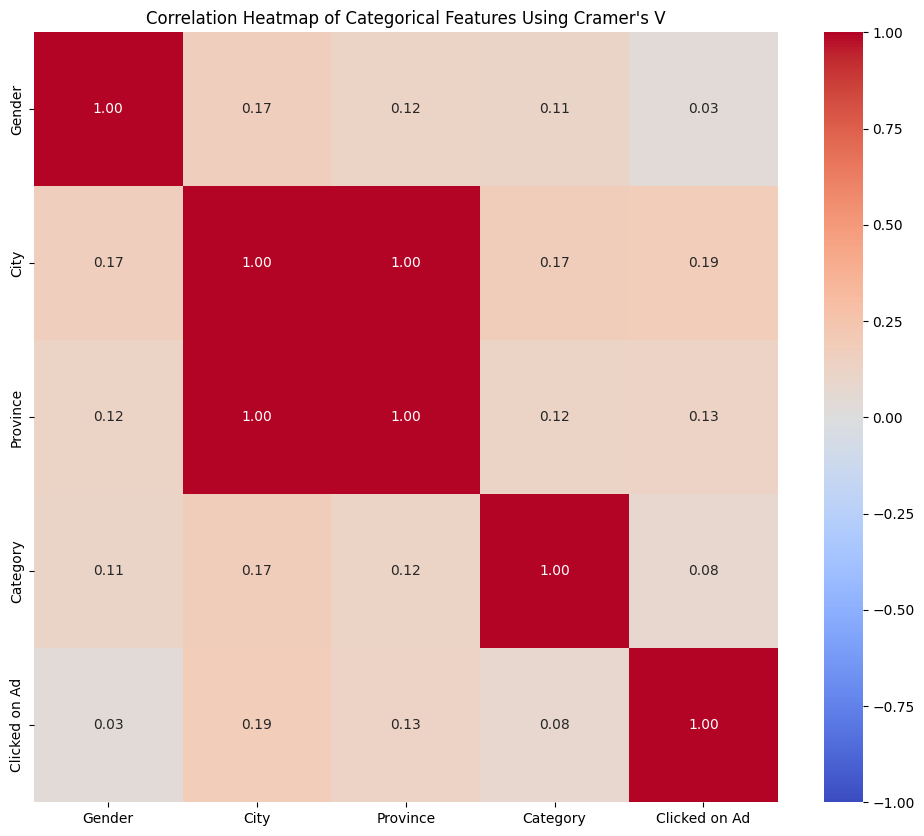 Correlation Heatmap of Categorical Features Using Cramer's V
Gender 1.00 0.17 0.12 0.11 0.03
City 0.17 1.00 1.00 0.17 0.19
Province 0.12 1.00 1.00 0.12 0.13
Category 0.11 0.17 0.12 1.00 0.08
Clicked on Ad 0.03 0.19 0.13 0.08 1.00
Gender City Province Category Clicked on Ad
1.00
0.75
0.50
0.25
0.00
−0.25
−0.50
−0.75
−1.00